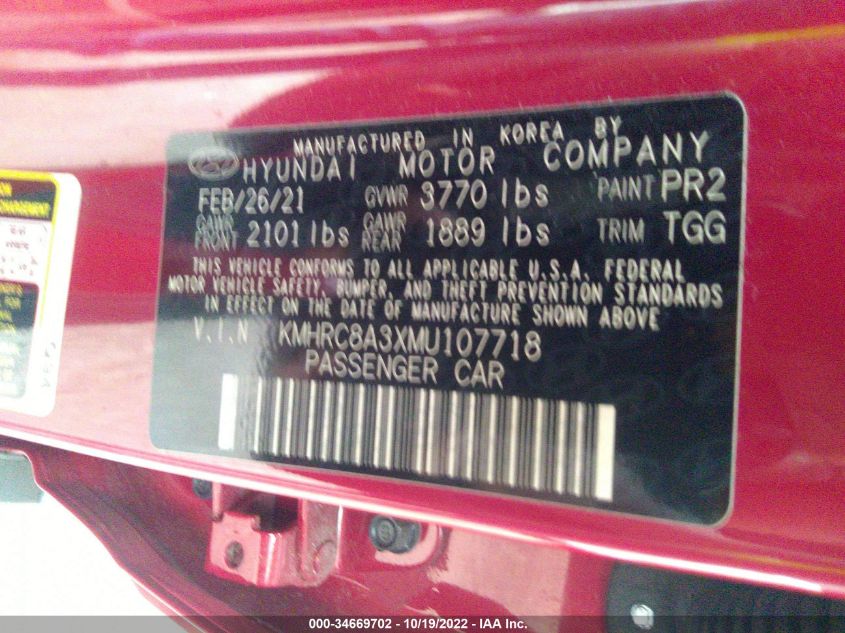 MANUFACTURED IN KOREA BY
HYUNDAI MOTOR COMPANY
FEB/26/21 GVWR 3770 lbs PAINT PR2
GAWR FRONT 2101 lbs GAWR REAR 1889 lbs TRIM TGG
THIS VEHICLE CONFORMS TO ALL APPLICABLE U.S.A. FEDERAL
MOTOR VEHICLE SAFETY, BUMPER, AND THEFT PREVENTION STANDARDS
IN EFFECT ON THE DATE OF MANUFACTURE SHOWN ABOVE
V.I.N KMHRC8A3XMU107718
PASSENGER CAR
000-34669702 - 10/19/2022 - IAA Inc.